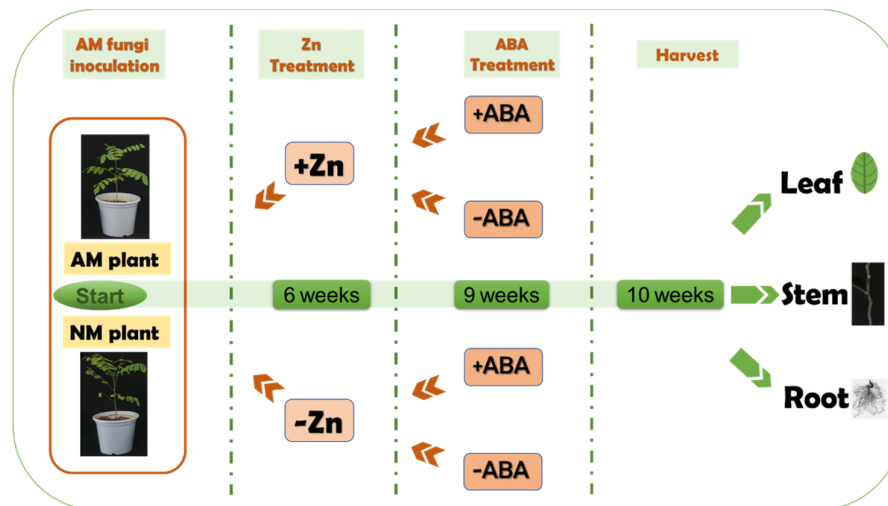 AM fungi
inoculation
Zn
Treatment
ABA
Treatment
Harvest
+ABA
+Zn
-ABA
Leaf
AM plant
Start
6 weeks
9 weeks
10 weeks
Stem
NM plant
+ABA
-Zn
-ABA
Root